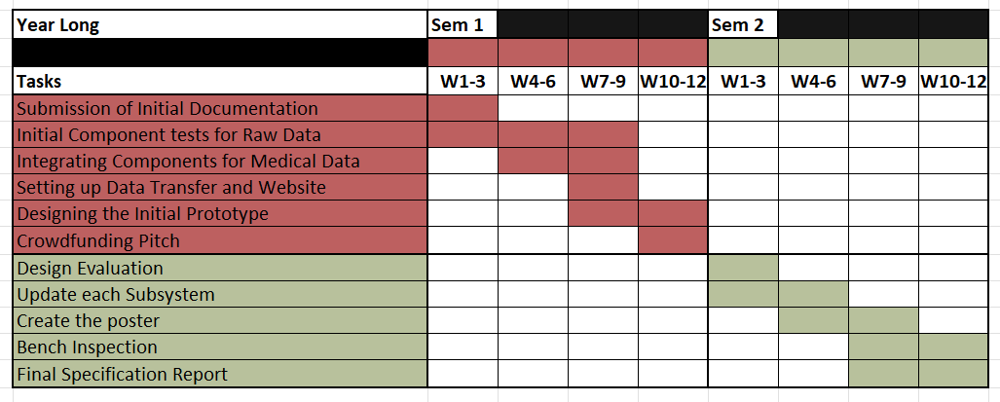 Year Long Sem 1 Sem 2
Tasks W1-3 W4-6 W7-9 W10-12 W1-3 W4-6 W7-9 W10-12
Submission of Initial Documentation
Initial Component tests for Raw Data
Integrating Components for Medical Data
Setting up Data Transfer and Website
Designing the Initial Prototype
Crowdfunding Pitch
Design Evaluation
Update each Subsystem
Create the poster
Bench Inspection
Final Specification Report